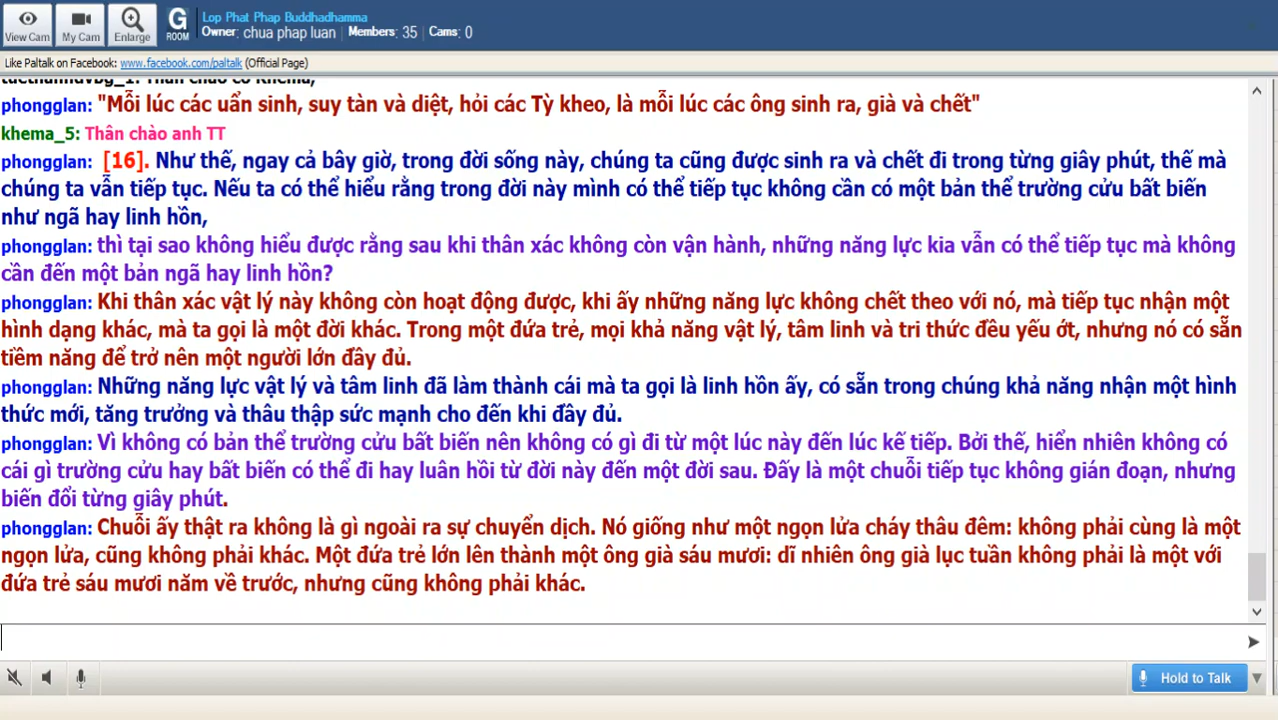 Lop Phat Phap Buddhadhamma
Owner: chua pháp luan | Members: 35 | Cams: 0
View Cam
My Cam
Enlarge
G
ROOM
Like Paltalk on Facebook: www.facebook.com/paltalk (Official Page)
phongglan: "Mỗi lúc các uẩn sinh, suy tàn và diệt, hỏi các Tỳ kheo, là mỗi lúc các ông sinh ra, già và chết"
khema_5: Thân chào anh TT
phongglan: [16]. Như thế, ngay cả bây giờ, trong đời sống này, chúng ta cũng được sinh ra và chết đi trong từng giây phút, thế mà
chúng ta vẫn tiếp tục. Nếu ta có thể hiểu rằng trong đời này mình có thể tiếp tục không cần có một bản thể trường cửu bất biến
như ngã hay linh hồn,
phongglan: thì tại sao không hiểu được rằng sau khi thân xác không còn vận hành, những năng lực kia vẫn có thể tiếp tục mà không
cần đến một bản ngã hay linh hồn?
phongglan: Khi thân xác vật lý này không còn hoạt động được, khi ấy những năng lực không chết theo với nó, mà tiếp tục nhận một
hình dạng khác, mà ta gọi là một đời khác. Trong một đứa trẻ, mọi khả năng vật lý, tâm linh và tri thức đều yếu ớt, nhưng nó có sẵn
tiềm năng để trở nên một người lớn đầy đủ.
phongglan: Những năng lực vật lý và tâm linh đã làm thành cái mà ta gọi là linh hồn ấy, có sẵn trong chúng khả năng nhận một hình
thức mới, tăng trưởng và thâu thập sức mạnh cho đến khi đầy đủ.
phongglan: Vì không có bản thể trường cửu bất biến nên không có gì đi từ một lúc này đến lúc kế tiếp. Bởi thế, hiển nhiên không có
cái gì trường cửu hay bất biến có thể đi hay luân hồi từ đời này đến một đời sau. Đấy là một chuỗi tiếp tục không gián đoạn, nhưng
biến đổi từng giây phút.
phongglan: Chuỗi ấy thật ra không là gì ngoài ra sự chuyển dịch. Nó giống như một ngọn lửa cháy thâu đêm: không phải cùng là một
ngọn lửa, cũng không phải khác. Một đứa trẻ lớn lên thành một ông già sáu mươi: dĩ nhiên ông già lục tuần không phải là một với
đứa trẻ sáu mươi năm về trước, nhưng cũng không phải khác.
Hold to Talk